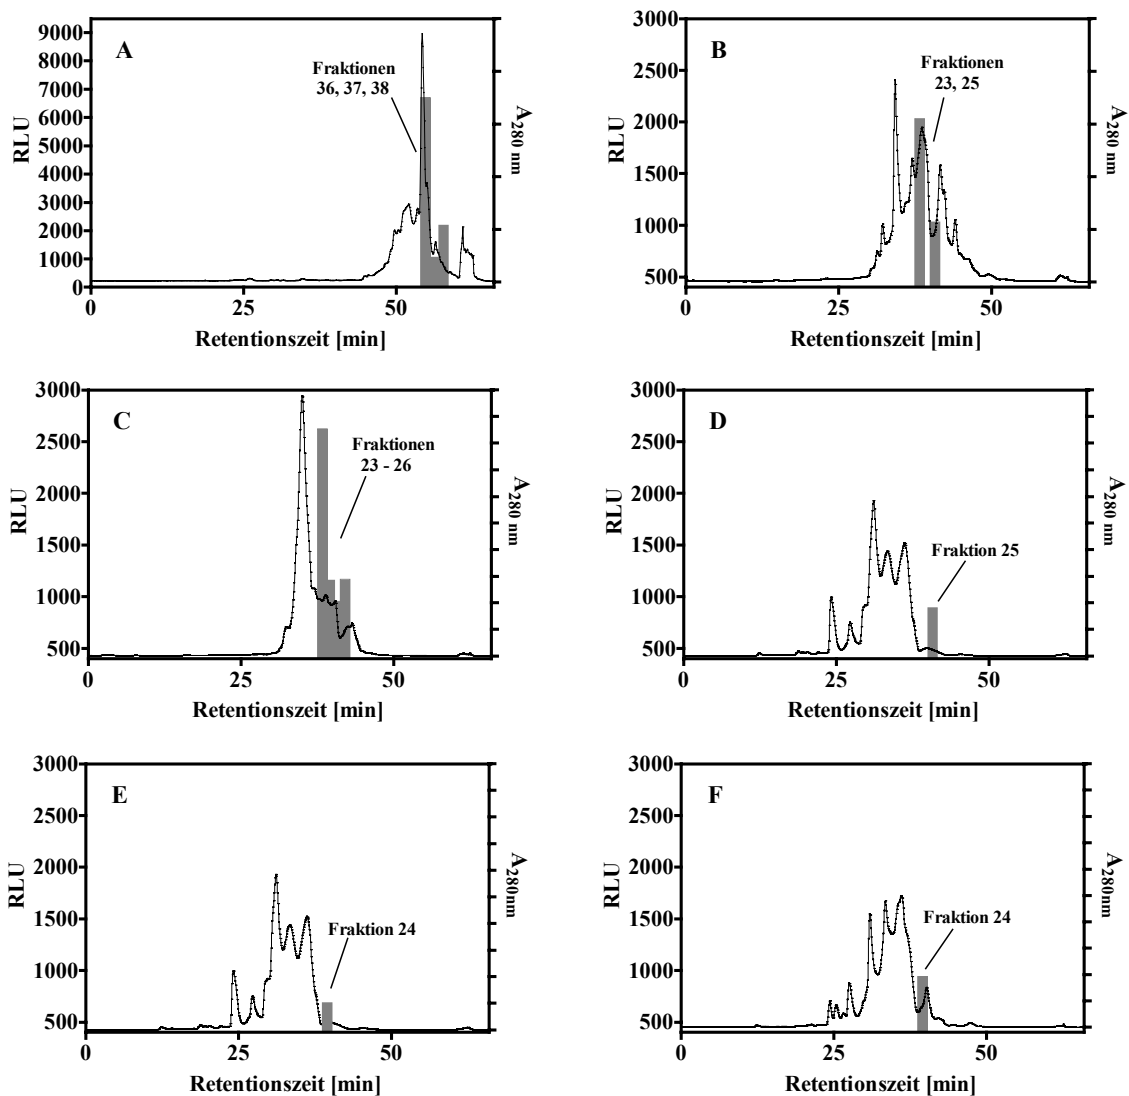 A
9000
8000
7000
6000
5000
4000
3000
2000
1000
0
RLU
Fraktionen
36, 37, 38
A280 nm
0
25
50
Retentionszeit [min]
B
3000
2500
2000
1500
1000
500
RLU
Fraktionen
23, 25
A280 nm
0
25
50
Retentionszeit [min]
C
3000
2500
2000
1500
1000
500
RLU
Fraktionen
23 - 26
A280 nm
0
25
50
Retentionszeit [min]
D
3000
2500
2000
1500
1000
500
RLU
Fraktion 25
A280 nm
0
25
50
Retentionszeit [min]
E
3000
2500
2000
1500
1000
500
RLU
Fraktion 24
A280nm
0
25
50
Retentionszeit [min]
F
3000
2500
2000
1500
1000
500
RLU
Fraktion 24
A280nm
0
25
50
Retentionszeit [min]